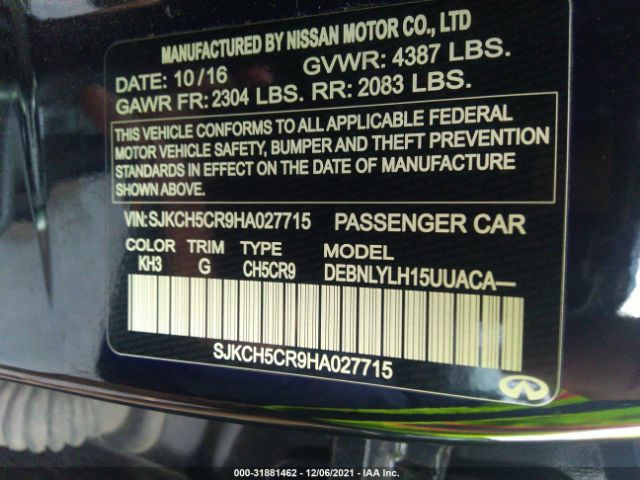 MANUFACTURED BY NISSAN MOTOR CO., LTD
DATE: 10/16 GVWR: 4387 LBS.
GAWR FR: 2304 LBS. RR: 2083 LBS.
THIS VEHICLE CONFORMS TO ALL APPLICABLE FEDERAL
MOTOR VEHICLE SAFETY, BUMPER AND THEFT PREVENTION
STANDARDS IN EFFECT ON THE DATE OF MANUFACTURE
SHOWN ABOVE.
VIN: SJKCH5CR9HA027715 PASSENGER CAR
COLOR TRIM TYPE MODEL
KH3 G CH5CR9 DEBNLYLH15UUACA—
SJKCH5CR9HA027715
000-31881462 - 12/06/2021 - IAA Inc.